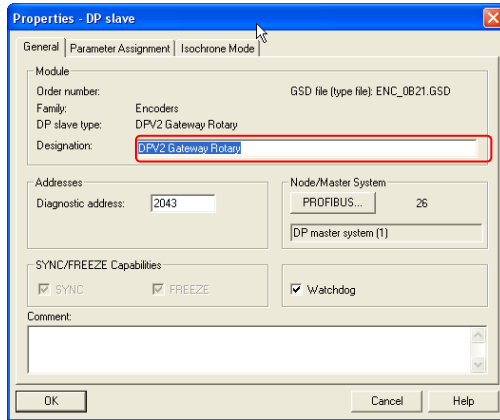 Properties - DP slave
General
Parameter Assignment
Isochrone Mode
Module
Order number:
GSD file (type file): ENC_0B21.GSD
Family:
Encoders
DP slave type:
DPV2 Gateway Rotary
Designation:
DPV2 Gateway Rotary
Addresses
Diagnostic address:
2043
Node/Master System
PROFIBUS...
26
DP master system (1)
SYNC/FREEZE Capabilities
SYNC
FREEZE
Watchdog
Comment:
OK
Cancel
Help